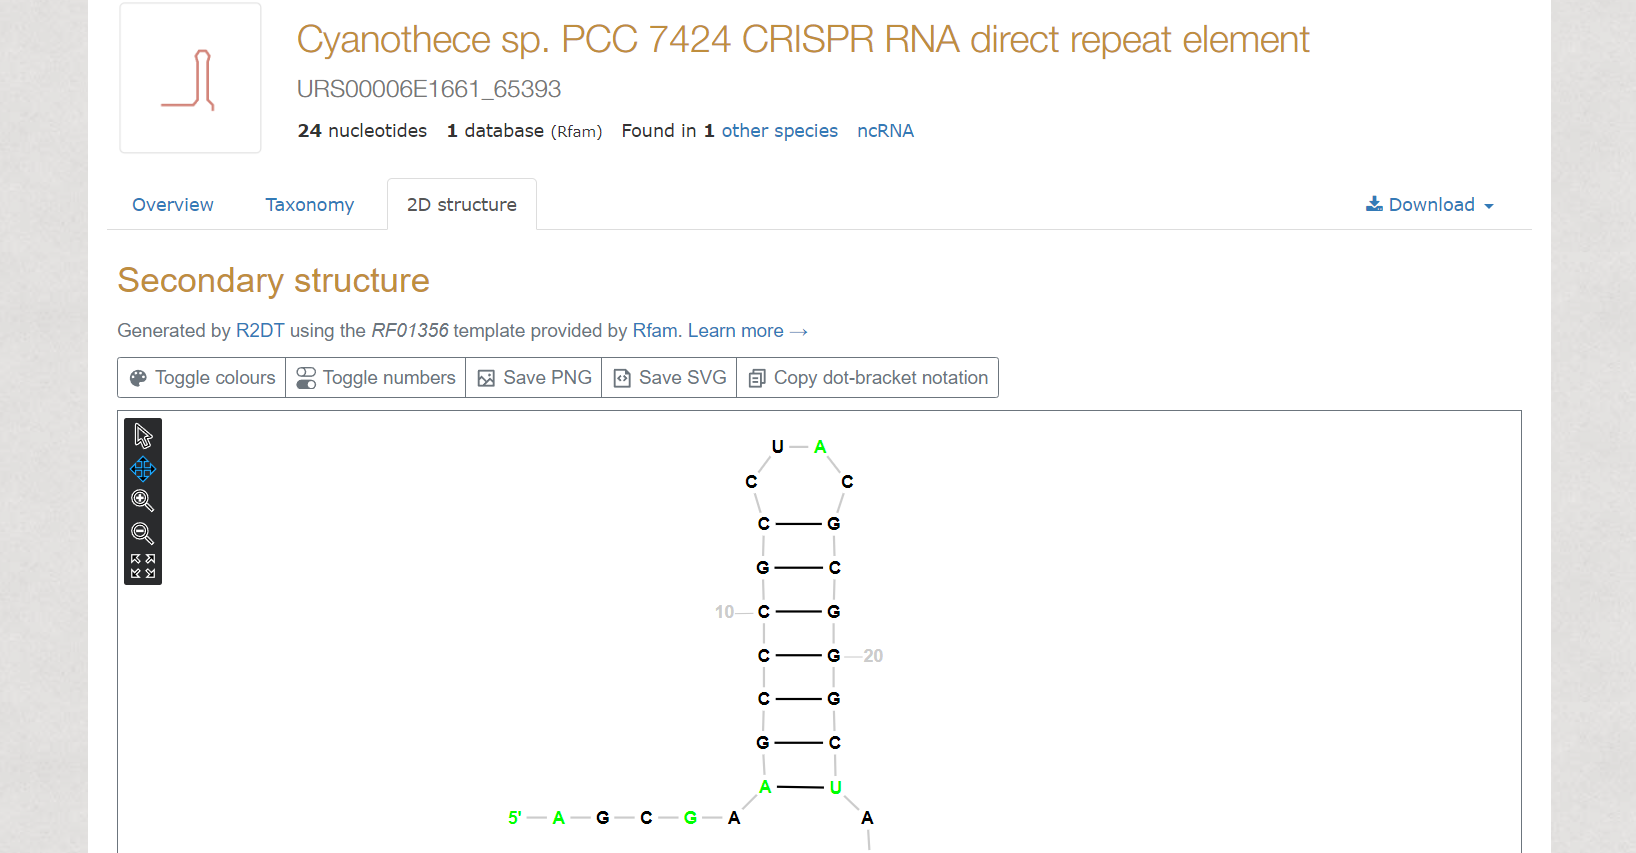 Cyanothece sp. PCC 7424 CRISPR RNA direct repeat element
URS00006E1661_65393
24 nucleotides 1 database (Rfam) Found in 1 other species ncRNA
Overview Taxonomy 2D structure Download
Secondary structure
Generated by R2DT using the RF01356 template provided by Rfam. Learn more →
Toggle colours Toggle numbers Save PNG Save SVG Copy dot-bracket notation
U A
C C
C G
G C
10 C G
C G 20
C G
G C
A U
5' A G C G A A